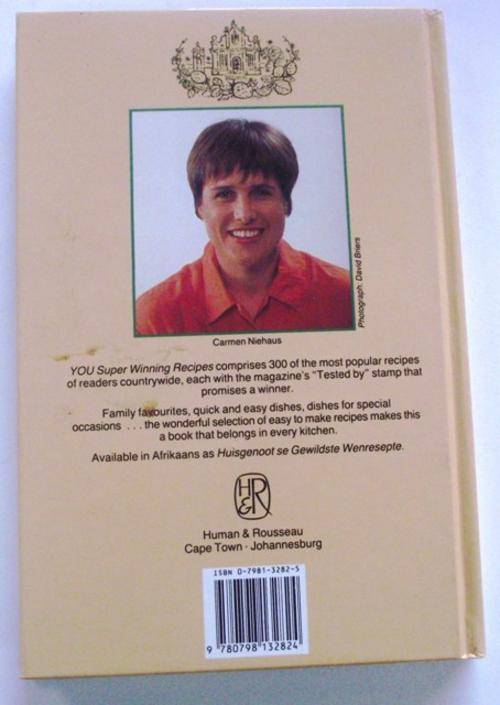 Photograph: David Briers
Carmen Niehaus
YOU Super Winning Recipes comprises 300 of the most popular recipes
of readers countrywide, each with the magazine's "Tested by" stamp that
promises a winner.
Family favourites, quick and easy dishes, dishes for special
occasions . . . the wonderful selection of easy to make recipes makes this
a book that belongs in every kitchen.
Available in Afrikaans as Huisgenoot se Gewildste Wenresepte.
H&R
Human & Rousseau
Cape Town · Johannesburg
ISBN 0-7981-3282-5
9 780798 132824